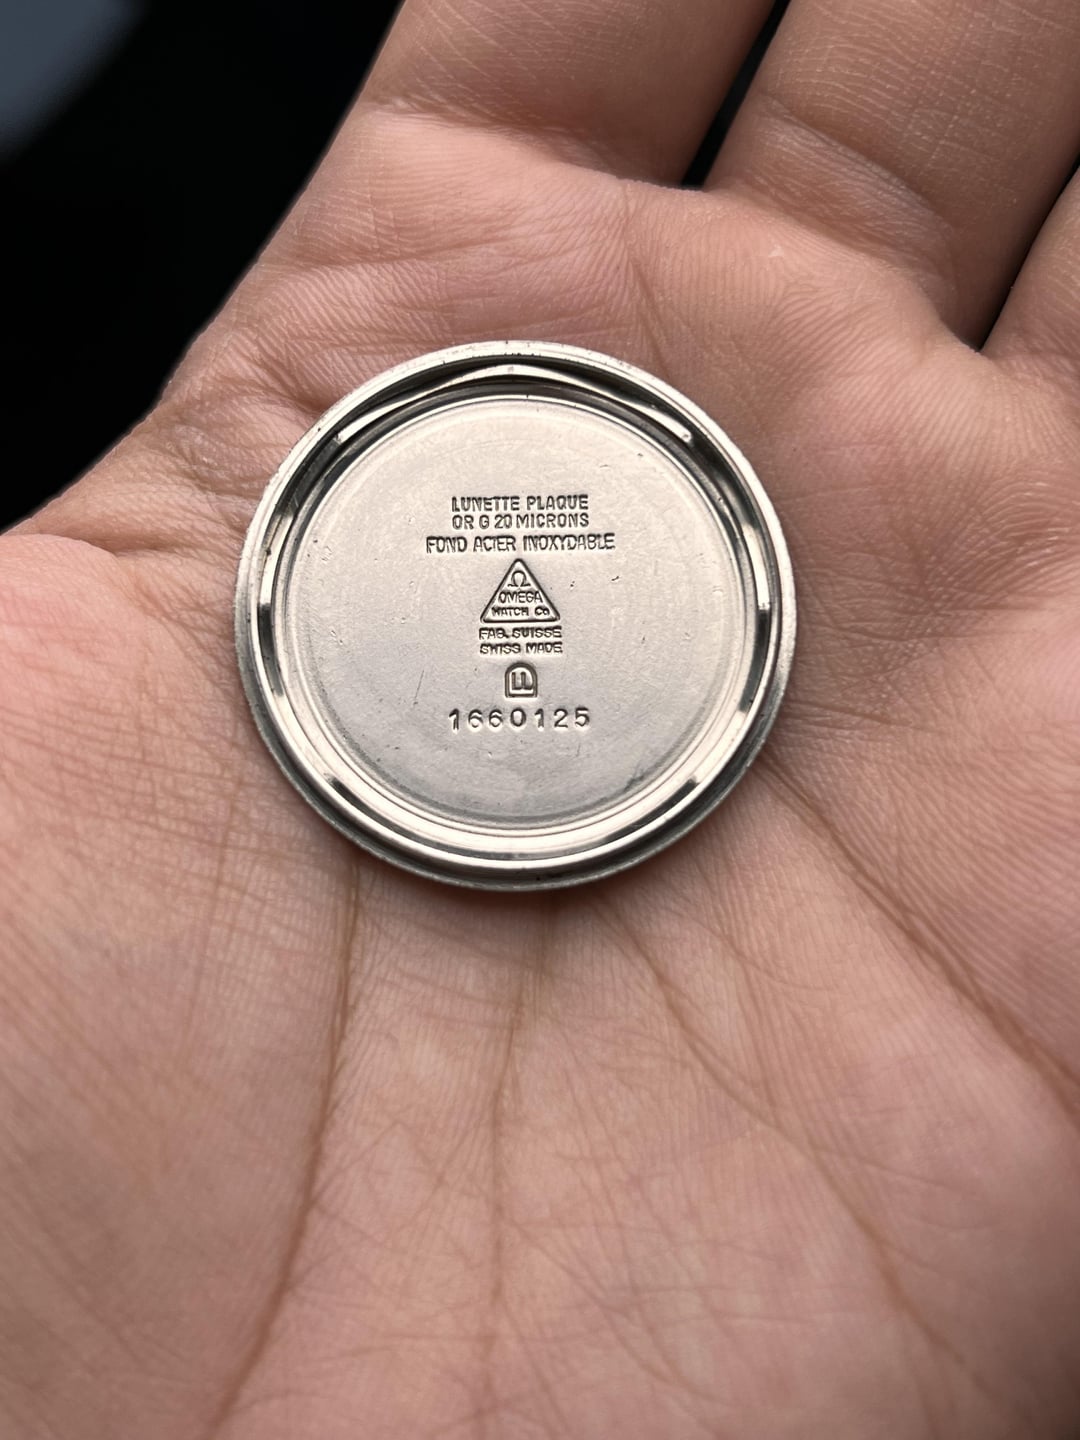 LUNETTE PLAQUE
OR G 20 MICRONS
FOND ACIER INOXYDABLE
Ω
OMEGA
WATCH Co
FAB. SUISSE
SWISS MADE
1660125